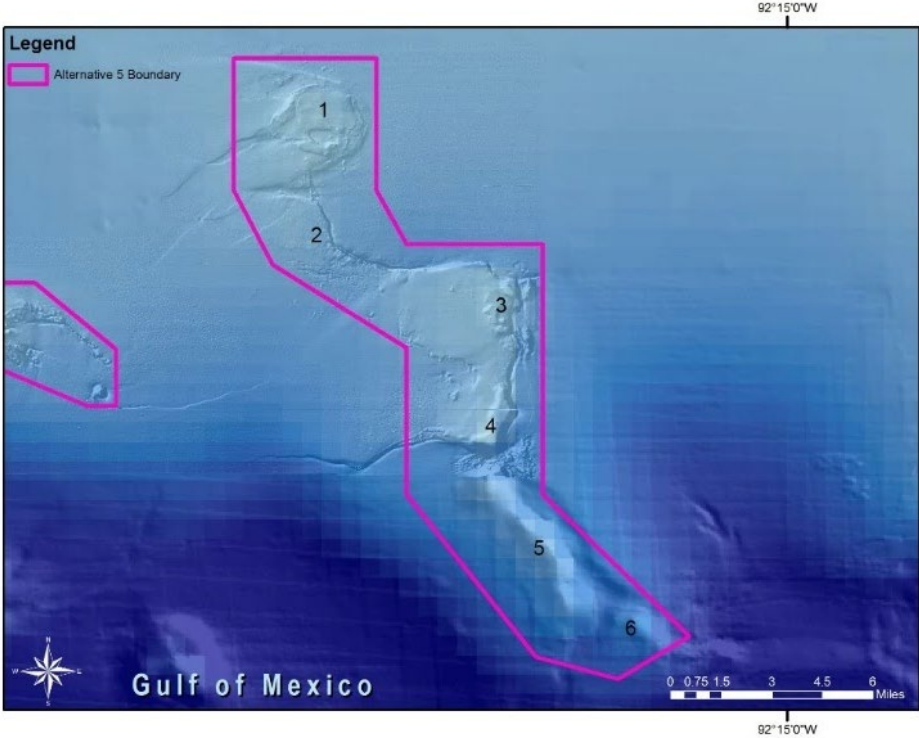 92°15'0"W
Legend
Alternative 5 Boundary
1
2
3
4
5
6
N
W E
S
Gulf of Mexico
0 0.75 1.5 3 4.5 6
Miles
92°15'0"W